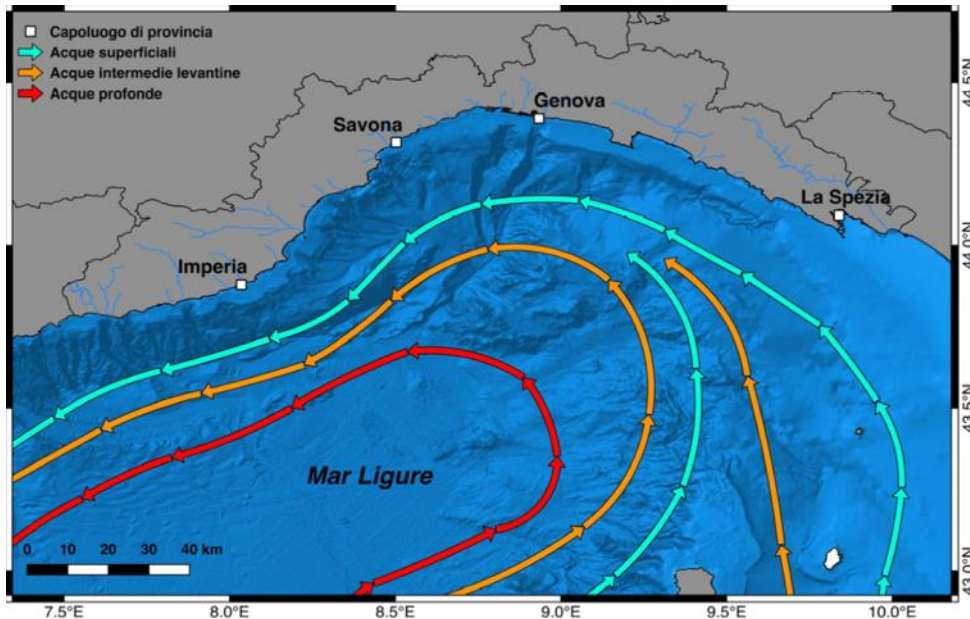 Capoluogo di provincia
Acque superficiali
Acque intermedie levantine
Acque profonde
44.5°N
Genova
Savona
La Spezia
44.0°N
Imperia
43.5°N
Mar Ligure
0 10 20 30 40 km
43.0°N
7.5°E 8.0°E 8.5°E 9.0°E 9.5°E 10.0°E